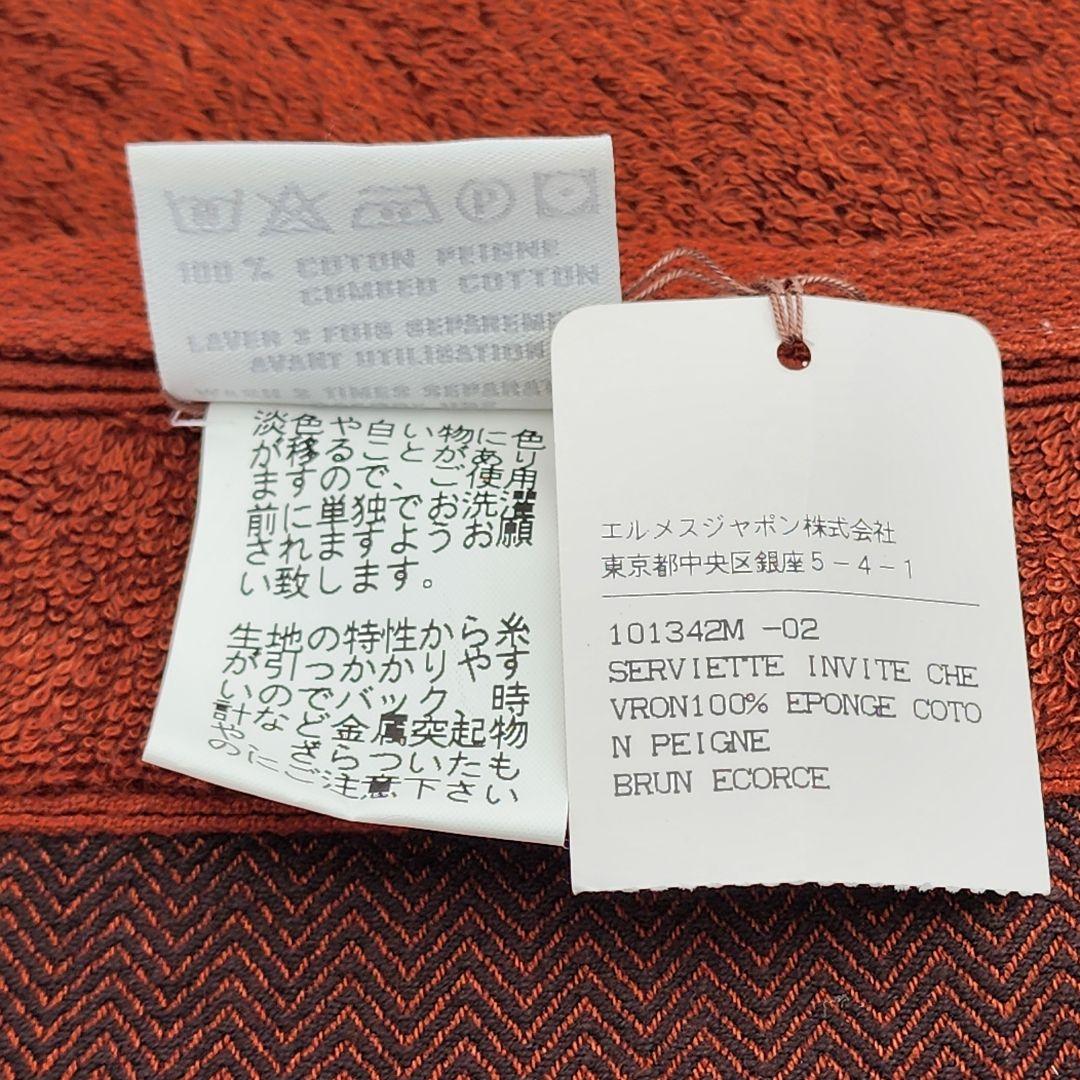 100 % COTON PEIGNE
COMBED COTTON
LAVER 2 FOIS SEPAREMENT
AVANT UTILISATION
WASH 2 TIMES
淡色や白い物に色
が移ることがあり
ますので、ご使用
前に単独でお洗濯
されますようお願
い致します。
生地の特性から糸
が引つかかりやす
いのでバック、時
計など金属突起物
やざらついたも
のにご注意下さい
エルメスジャポン株式会社
東京都中央区銀座5-4-1
101342M -02
SERVIETTE INVITE CHE
VRON100% EPONGE COTO
N PEIGNE
BRUN ECORCE